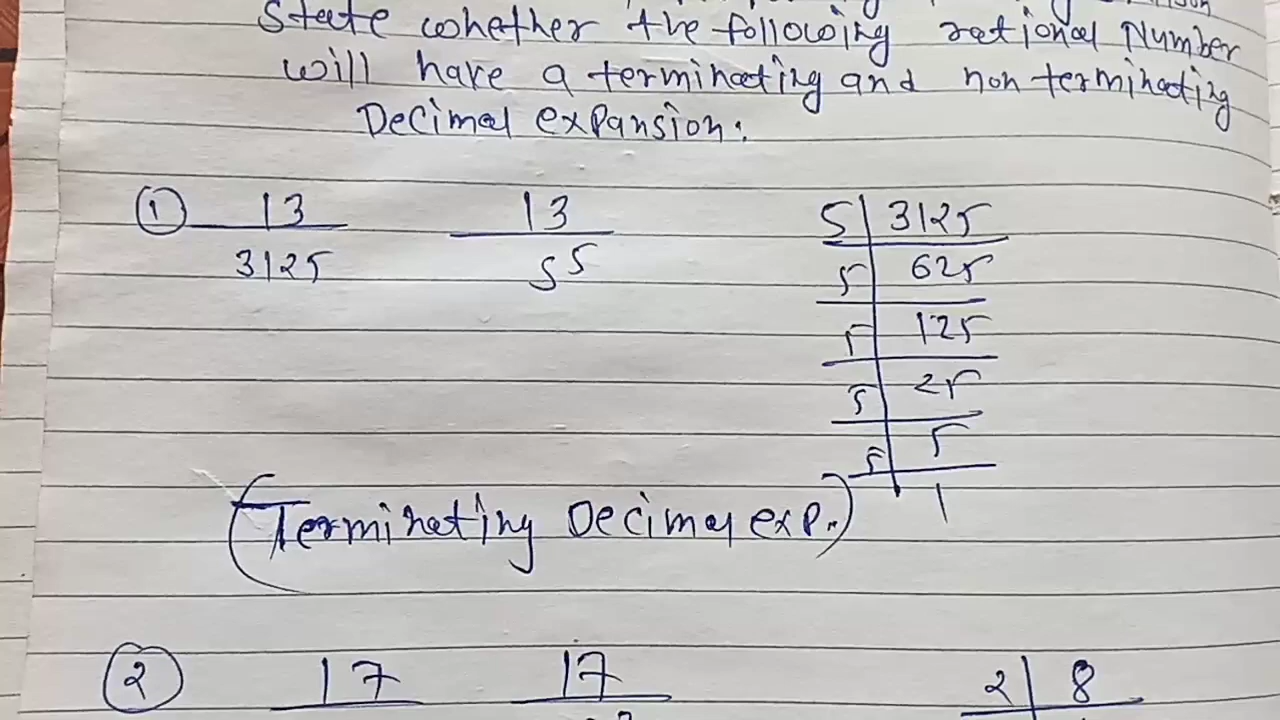 State whether the following rational Number
will have a terminating and non terminating
Decimal expansion:
① 13 13 5 3125
3125 5⁵ 5 625
5 125
5 25
5 5
1
(Terminating Decimal exp.)
② 17 17 2 8